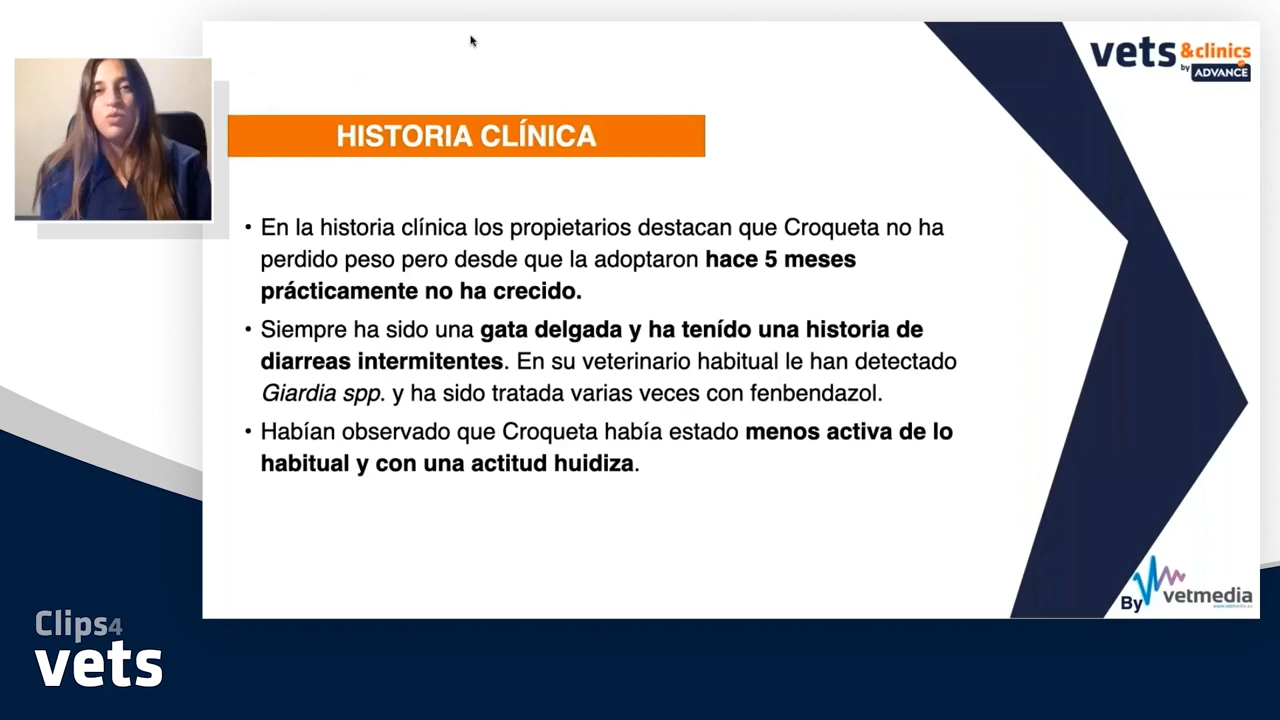 vets &clinics
by ADVANCE
HISTORIA CLÍNICA
• En la historia clínica los propietarios destacan que Croqueta no ha
perdido peso pero desde que la adoptaron hace 5 meses
prácticamente no ha crecido.
• Siempre ha sido una gata delgada y ha tenído una historia de
diarreas intermitentes. En su veterinario habitual le han detectado
Giardia spp. y ha sido tratada varias veces con fenbendazol.
• Habían observado que Croqueta había estado menos activa de lo
habitual y con una actitud huidiza.
By vetmedia
Clips4
vets